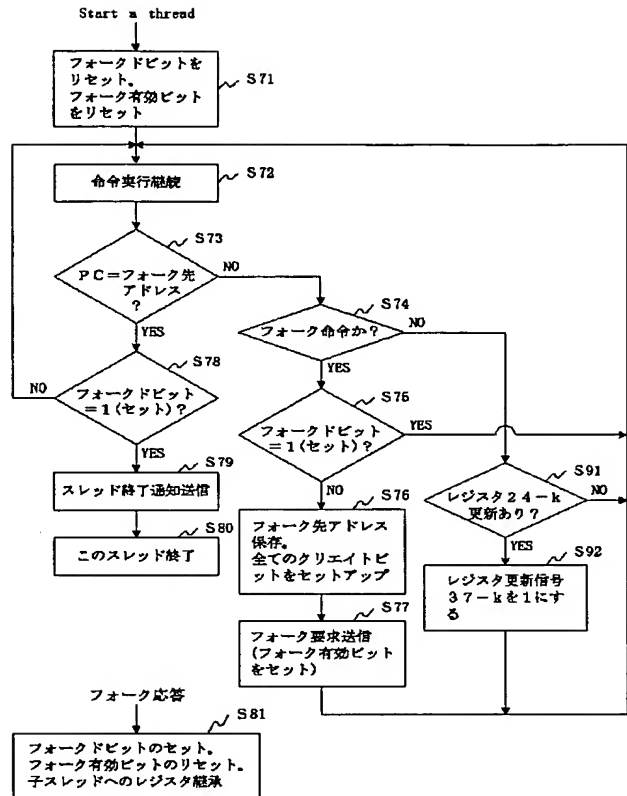 Start a thread
フォークドビットを
リセット。
フォーク有効ビット
をリセット
S71
命令実行継続
S72
S73
PC=フォーク先
アドレス
?
NO
YES
S74
フォーク命令か?
NO
YES
S78
フォークドビット
=1(セット)?
NO
YES
S75
フォークドビット
=1(セット)?
YES
NO
S79
スレッド終了通知送信
S80
このスレッド終了
S76
フォーク先アドレス
保存。
全てのクリエイトビ
ットをセットアップ
S91
レジスタ24-k
更新あり?
NO
YES
S77
フォーク要求送信
(フォーク有効ビット
をセット)
S92
レジスタ更新信号
37-kを1にす
る
フォーク応答
S81
フォークドビットのセット。
フォーク有効ビットのリセット。
子スレッドへのレジスタ継承